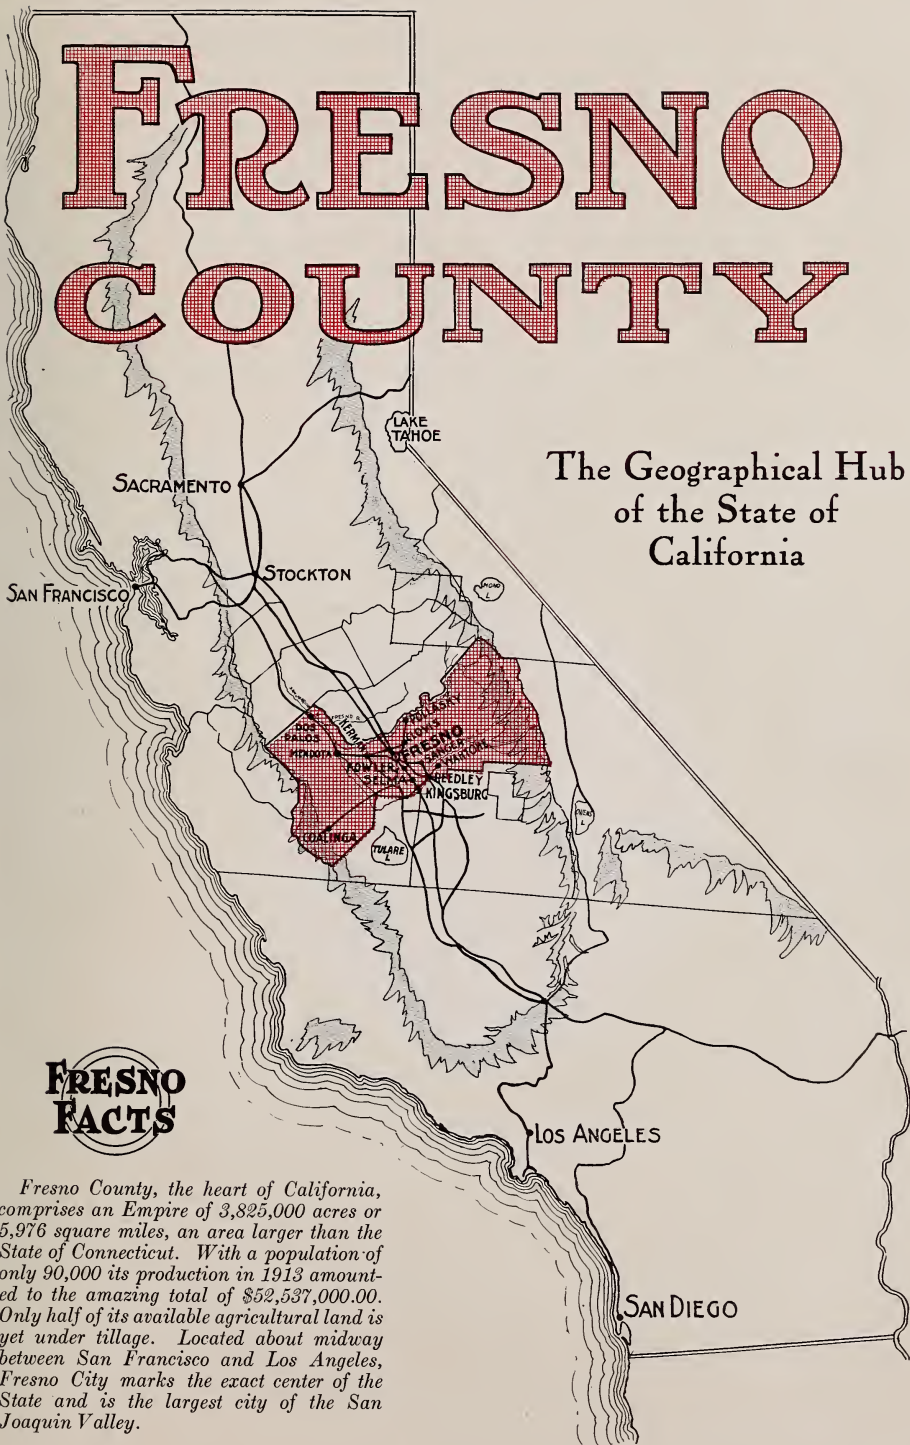 FRESNO
COUNTY
The Geographical Hub
of the State of
California
LAKE
TAHOE
SACRAMENTO
STOCKTON
SAN FRANCISCO
MONO
L.
POLLASKY
CLOVIS
FRESNO
SANGER
KERMAN
DOS
PALOS
MENDOTA
FOWLER
SELMA
REEDLEY
KINGSBURG
COALINGA
TULARE
L.
OWENS
L.
LOS ANGELES
SAN DIEGO
FRESNO
FACTS
Fresno County, the heart of California,
comprises an Empire of 3,825,000 acres or
5,976 square miles, an area larger than the
State of Connecticut. With a population of
only 90,000 its production in 1913 amount-
ed to the amazing total of $52,537,000.00.
Only half of its available agricultural land is
yet under tillage. Located about midway
between San Francisco and Los Angeles,
Fresno City marks the exact center of the
State and is the largest city of the San
Joaquin Valley.